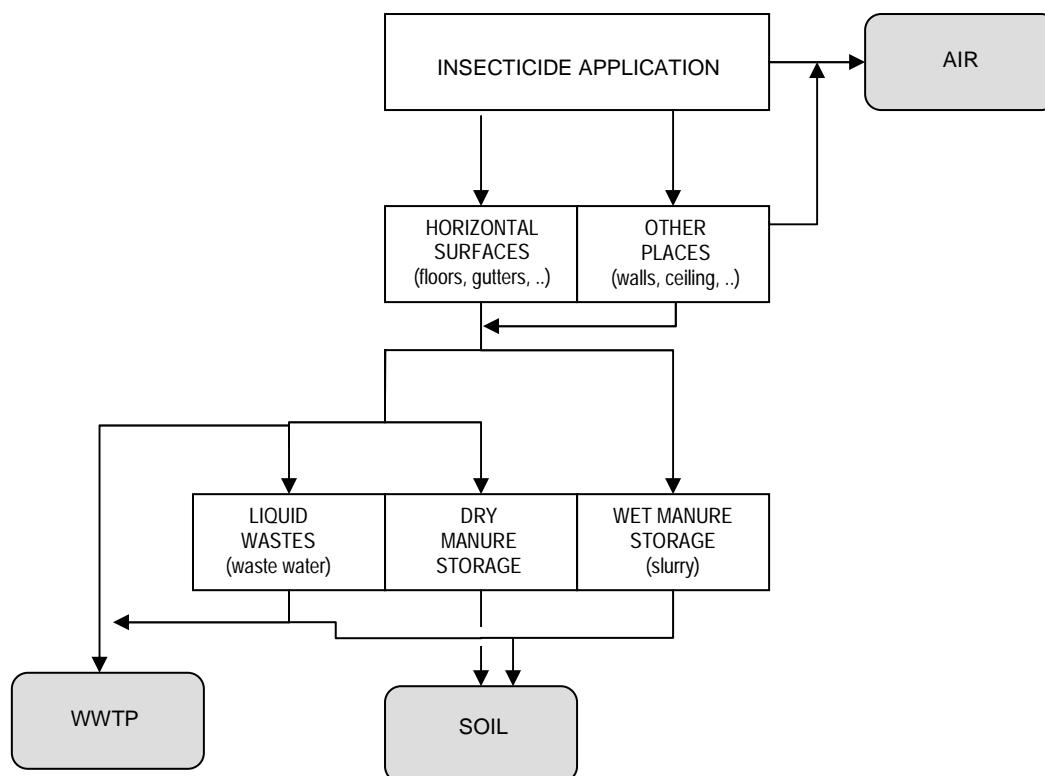 INSECTICIDE APPLICATION
AIR
HORIZONTAL
SURFACES
(floors, gutters, ..)
OTHER
PLACES
(walls, ceiling, ..)
LIQUID
WASTES
(waste water)
DRY
MANURE
STORAGE
WET MANURE
STORAGE
(slurry)
WWTP
SOIL